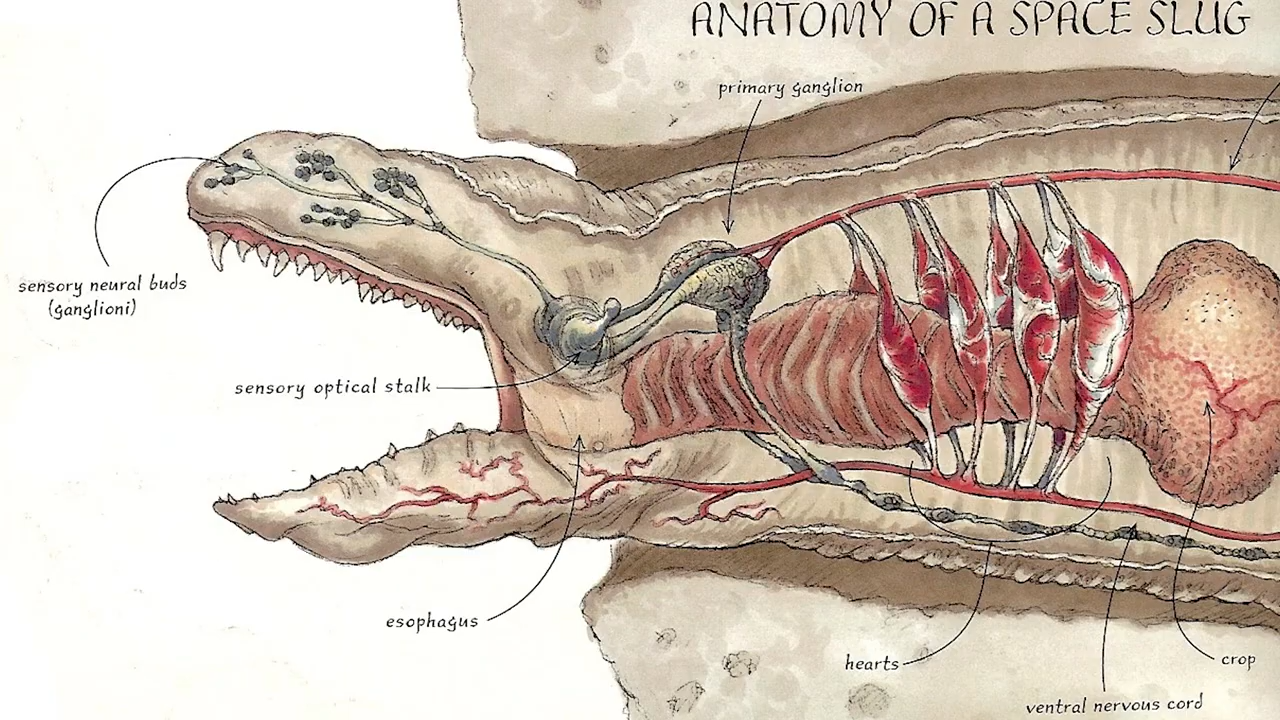 ANATOMY OF A SPACE SLUG
primary ganglion
sensory neural buds
(ganglioni)
sensory optical stalk
esophagus
hearts
crop
ventral nervous cord